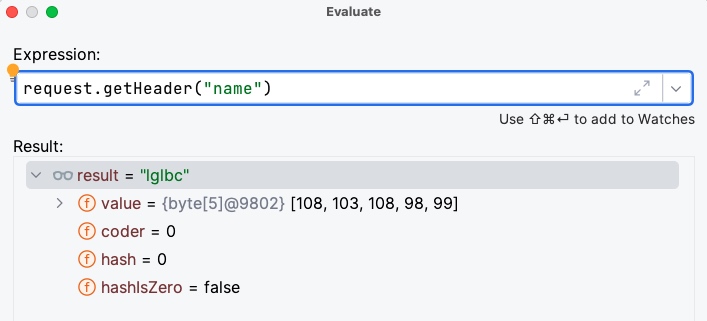 Evaluate
Expression:
request.getHeader("name")
Use ⇧⌘⏎ to add to Watches
Result:
result = "lglbc"
f value = {byte[5]@9802} [108, 103, 108, 98, 99]
f coder = 0
f hash = 0
f hashIsZero = false